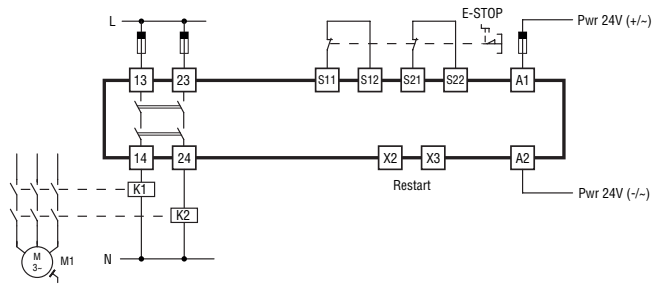 E-STOP
L
Pwr 24V (+/~)
13 23 S11 S12 S21 S22 A1
14 24 X2 X3 A2
Restart
K1
Pwr 24V (-/~)
K2
M
3~
M1
N